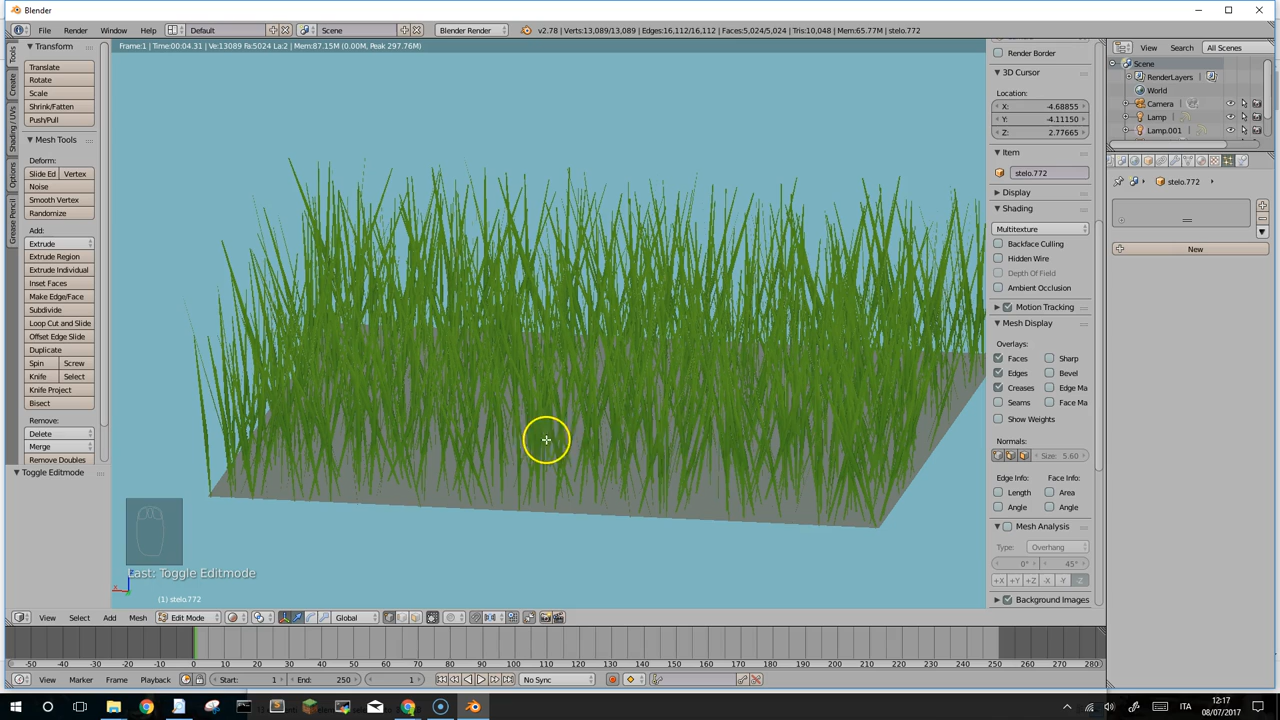 Blender
File Render Window Help Default Scene Blender Render v2.78 | Verts:13,089/13,089 | Edges:16,112/16,112 | Faces:5,024/5,024 | Tris:10,048 | Mem:65.77M | stelo.772
Frame:1 | Time:00:04.31 | Ve:13089 Fa:5024 La:2 | Mem:87.15M (0.00M, Peak 297.76M)
Tools
Create
Shading / UVs
Options
Grease Pencil
Transform
Translate
Rotate
Scale
Shrink/Fatten
Push/Pull
Mesh Tools
Deform:
Slide Ed Vertex
Noise
Smooth Vertex
Randomize
Add:
Extrude
Extrude Region
Extrude Individual
Inset Faces
Make Edge/Face
Subdivide
Loop Cut and Slide
Offset Edge Slide
Duplicate
Spin Screw
Knife Select
Knife Project
Bisect
Remove:
Delete
Merge
Remove Doubles
Toggle Editmode
Last: Toggle Editmode
x
(1) stelo.772
Render Border
3D Cursor
Location:
X: -4.68855
Y: -4.11150
Z: 2.77665
Item
stelo.772
Display
Shading
Multitexture
Backface Culling
Hidden Wire
Depth Of Field
Ambient Occlusion
Motion Tracking
Mesh Display
Overlays:
Faces Sharp
Edges Bevel
Creases Edge Ma
Seams Face Ma
Show Weights
Normals:
Size: 5.60
Edge Info: Face Info:
Length Area
Angle Angle
Mesh Analysis
Type: Overhang
0° 45°
+X +Y +Z -X -Y -Z
Background Images
View Search All Scenes
Scene
RenderLayers
World
Camera
Lamp
Lamp.001
stelo.772
New
View Select Add Mesh Edit Mode Global
-50 -40 -30 -20 -10 0 10 20 30 40 50 60 70 80 90 100 110 120 130 140 150 160 170 180 190 200 210 220 230 240 250 260 270 280
View Marker Frame Playback Start: 1 End: 250 1 No Sync
ITA
12:17
08/07/2017